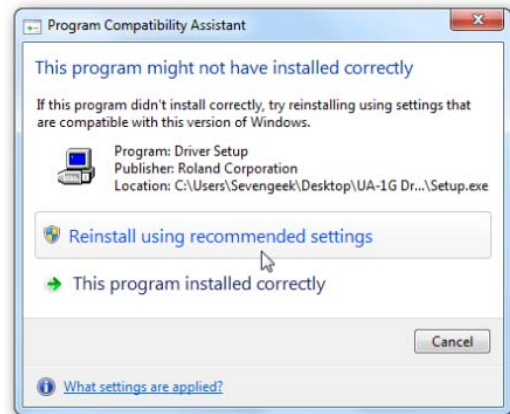 Program Compatibility Assistant
This program might not have installed correctly
If this program didn't install correctly, try reinstalling using settings that
are compatible with this version of Windows.
Program: Driver Setup
Publisher: Roland Corporation
Location: C:\Users\Sevengeek\Desktop\UA-1G Dr...\Setup.exe
Reinstall using recommended settings
This program installed correctly
Cancel
What settings are applied?